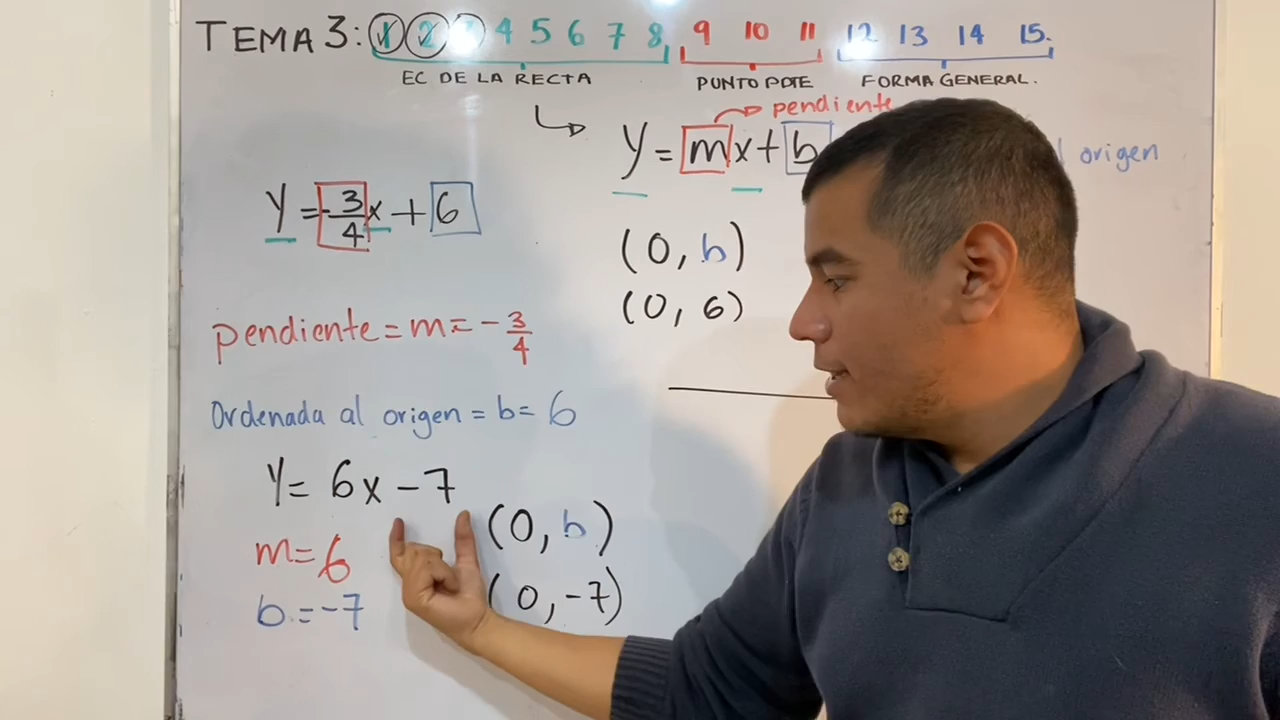 TEMA 3: 1 2 3 4 5 6 7 8 9 10 11 12 13 14 15.
EC DE LA RECTA PUNTO PDTE FORMA GENERAL.
pendiente
y = mx + b
origen
y = -3/4 x + 6
(0, b)
(0, 6)
pendiente = m = - 3/4
Ordenada al origen = b = 6
y = 6x - 7
(0, b)
m = 6
(0, -7)
b = -7